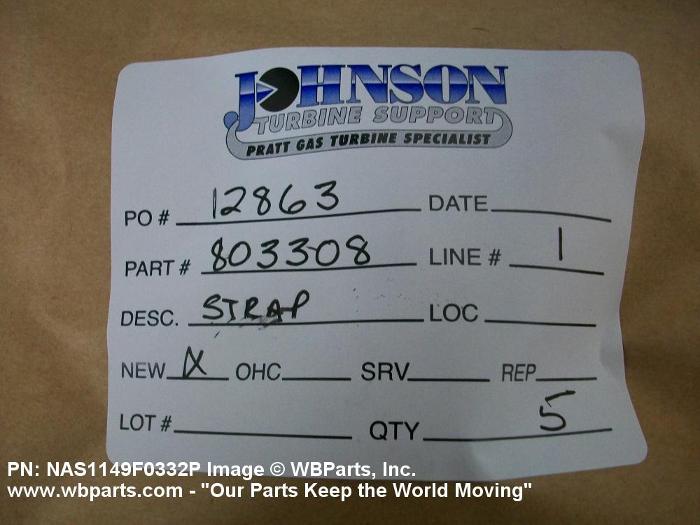 JOHNSON
TURBINE SUPPORT
PRATT GAS TURBINE SPECIALIST
PO # 12863 DATE
PART # 803308 LINE # 1
DESC. STRAP LOC
NEW X OHC SRV REP
LOT # QTY 5
PN: NAS1149F0332P Image © WBParts, Inc.
www.wbparts.com - "Our Parts Keep the World Moving"